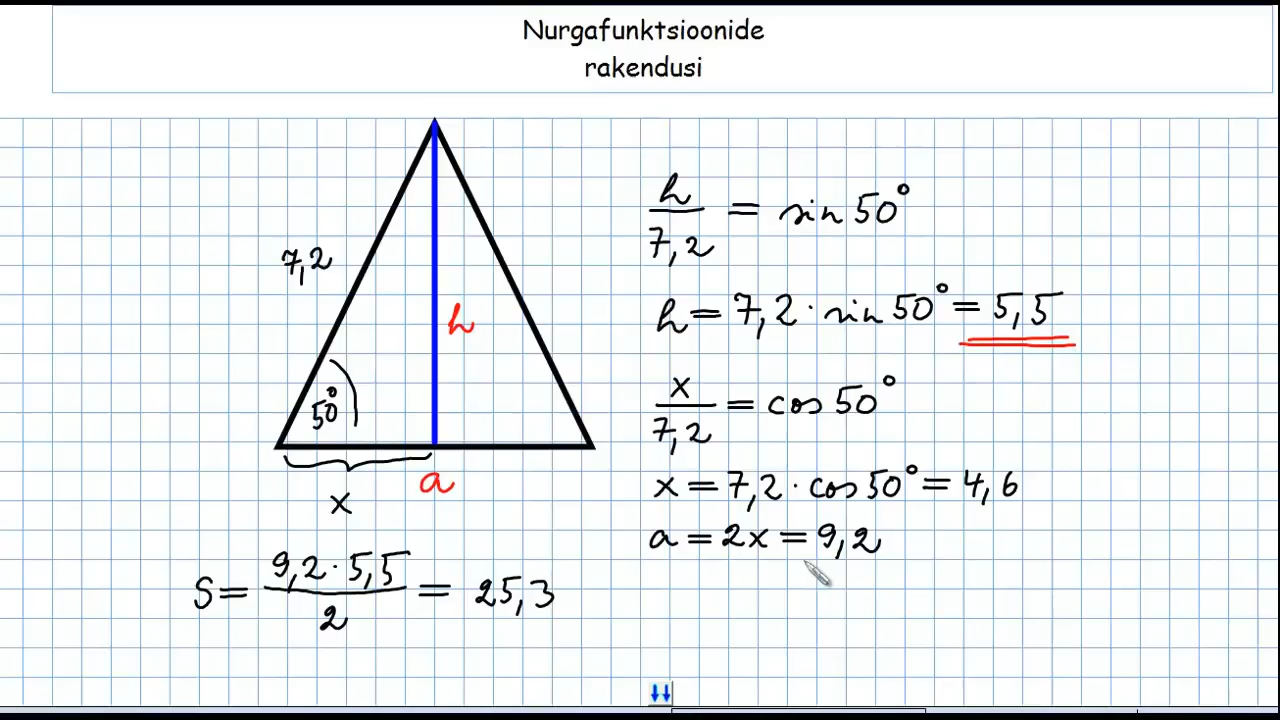 Nurgafunktsioonide
rakendusi
7,2
h
50°
x
a
S = 9,2 · 5,5 / 2 = 25,3
h / 7,2 = sin 50°
h = 7,2 · sin 50° = 5,5
x / 7,2 = cos 50°
x = 7,2 · cos 50° = 4,6
a = 2x = 9,2